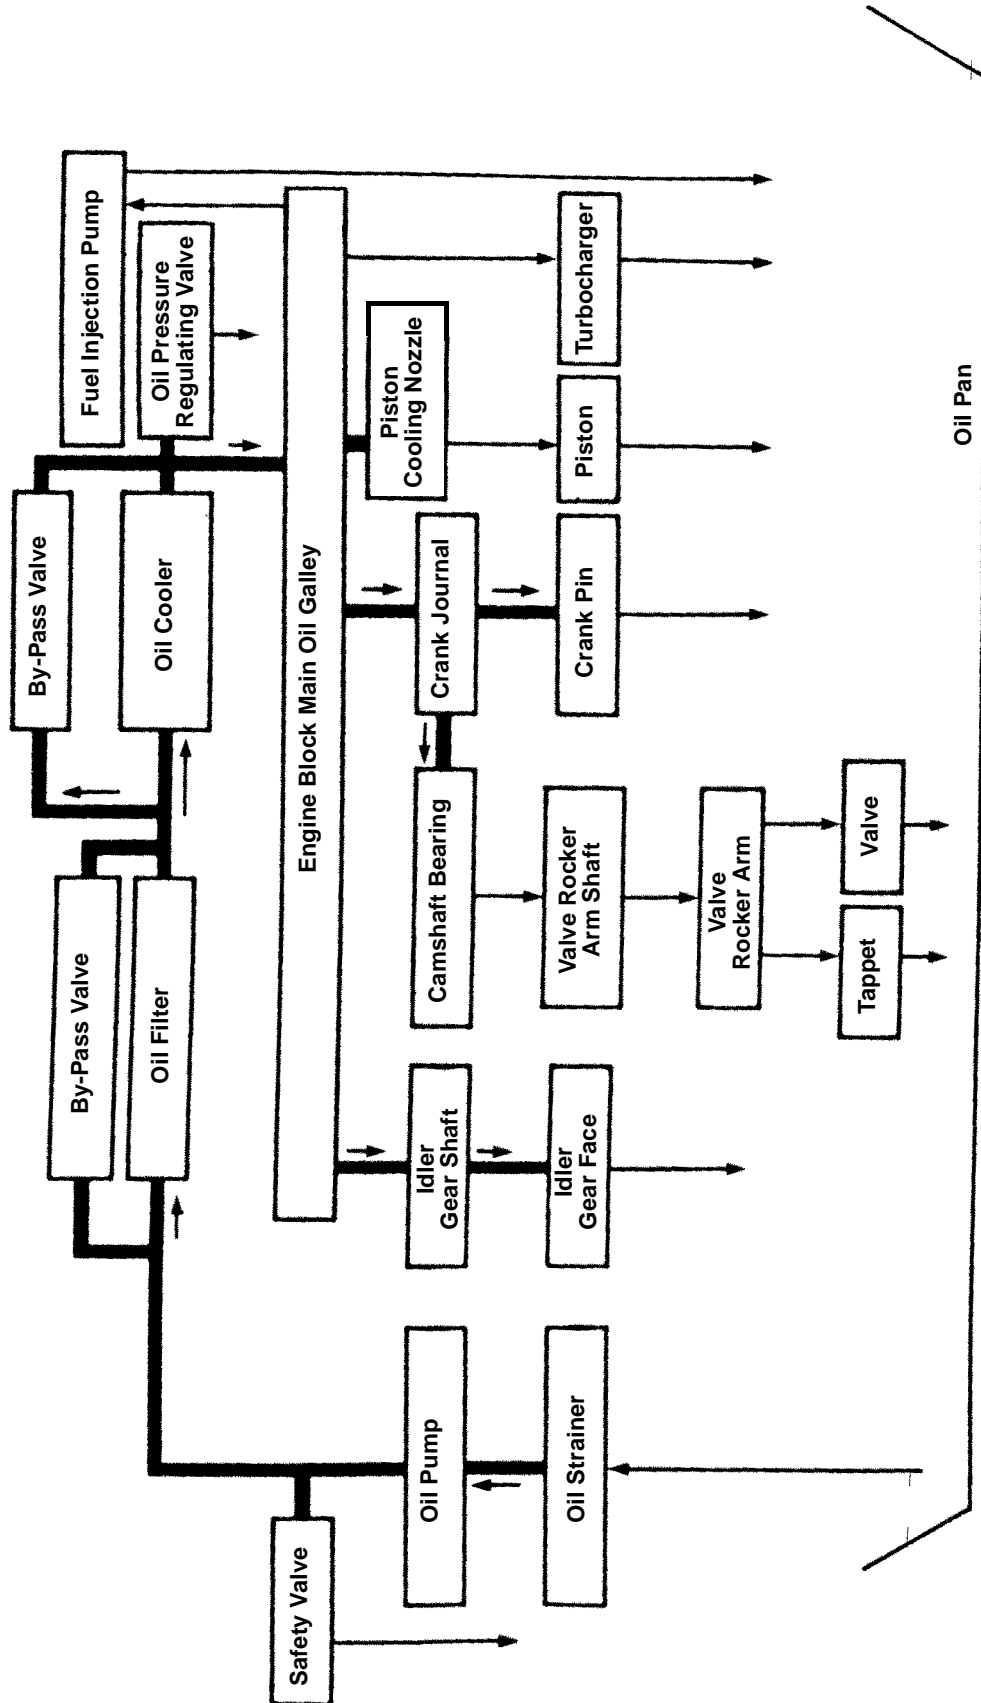 Fuel Injection Pump
Oil Pressure
Regulating Valve
By-Pass Valve
Oil Cooler
By-Pass Valve
Oil Filter
Safety Valve
Engine Block Main Oil Galley
Piston
Cooling Nozzle
Crank Journal
Camshaft Bearing
Idler
Gear Shaft
Oil Pump
Turbocharger
Piston
Crank Pin
Valve Rocker
Arm Shaft
Idler
Gear Face
Oil Strainer
Valve
Rocker Arm
Valve
Tappet
Oil Pan